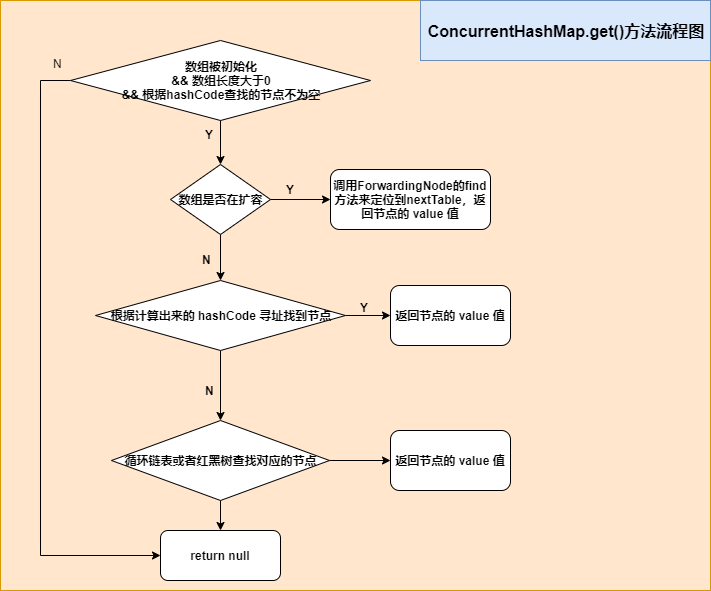 ConcurrentHashMap.get()方法流程图
N
数组被初始化
&& 数组长度大于0
&& 根据hashCode查找的节点不为空
Y
数组是否在扩容
Y
调用ForwardingNode的find
方法来定位到nextTable，返
回节点的 value 值
N
根据计算出来的 hashCode 寻址找到节点
Y
返回节点的 value 值
N
循环链表或者红黑树查找对应的节点
返回节点的 value 值
return null